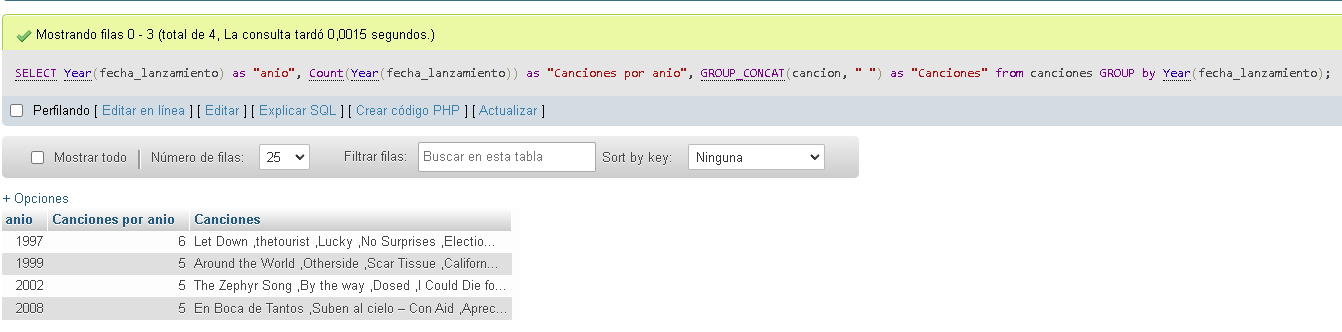 Mostrando filas 0 - 3 (total de 4, La consulta tardó 0,0015 segundos.)
SELECT Year(fecha_lanzamiento) as "anio", Count(Year(fecha_lanzamiento)) as "Canciones por anio", GROUP_CONCAT(cancion, " ") as "Canciones" from canciones GROUP by Year(fecha_lanzamiento);
Perfilando [ Editar en línea ] [ Editar ] [ Explicar SQL ] [ Crear código PHP ] [ Actualizar ]
Mostrar todo | Número de filas: 25 Filtrar filas: Buscar en esta tabla Sort by key: Ninguna
+ Opciones
anio Canciones por anio Canciones
1997 6 Let Down ,thetourist ,Lucky ,No Surprises ,Electio...
1999 5 Around the World ,Otherside ,Scar Tissue ,Californ...
2002 5 The Zephyr Song ,By the way ,Dosed ,I Could Die fo...
2008 5 En Boca de Tantos ,Suben al cielo – Con Aid ,Aprec...